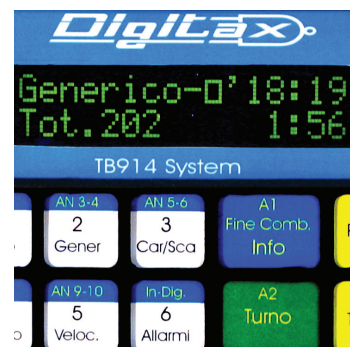 Digitax
Generico-□'18:19
Tot.202 1:56
TB914 System
AN 3-4 AN 5-6 A1
2 3 Fine Comb.
Gener Car/Sca Info
AN 9-10 In-Dig. A2
5 6 Turno
Veloc. Allarmi